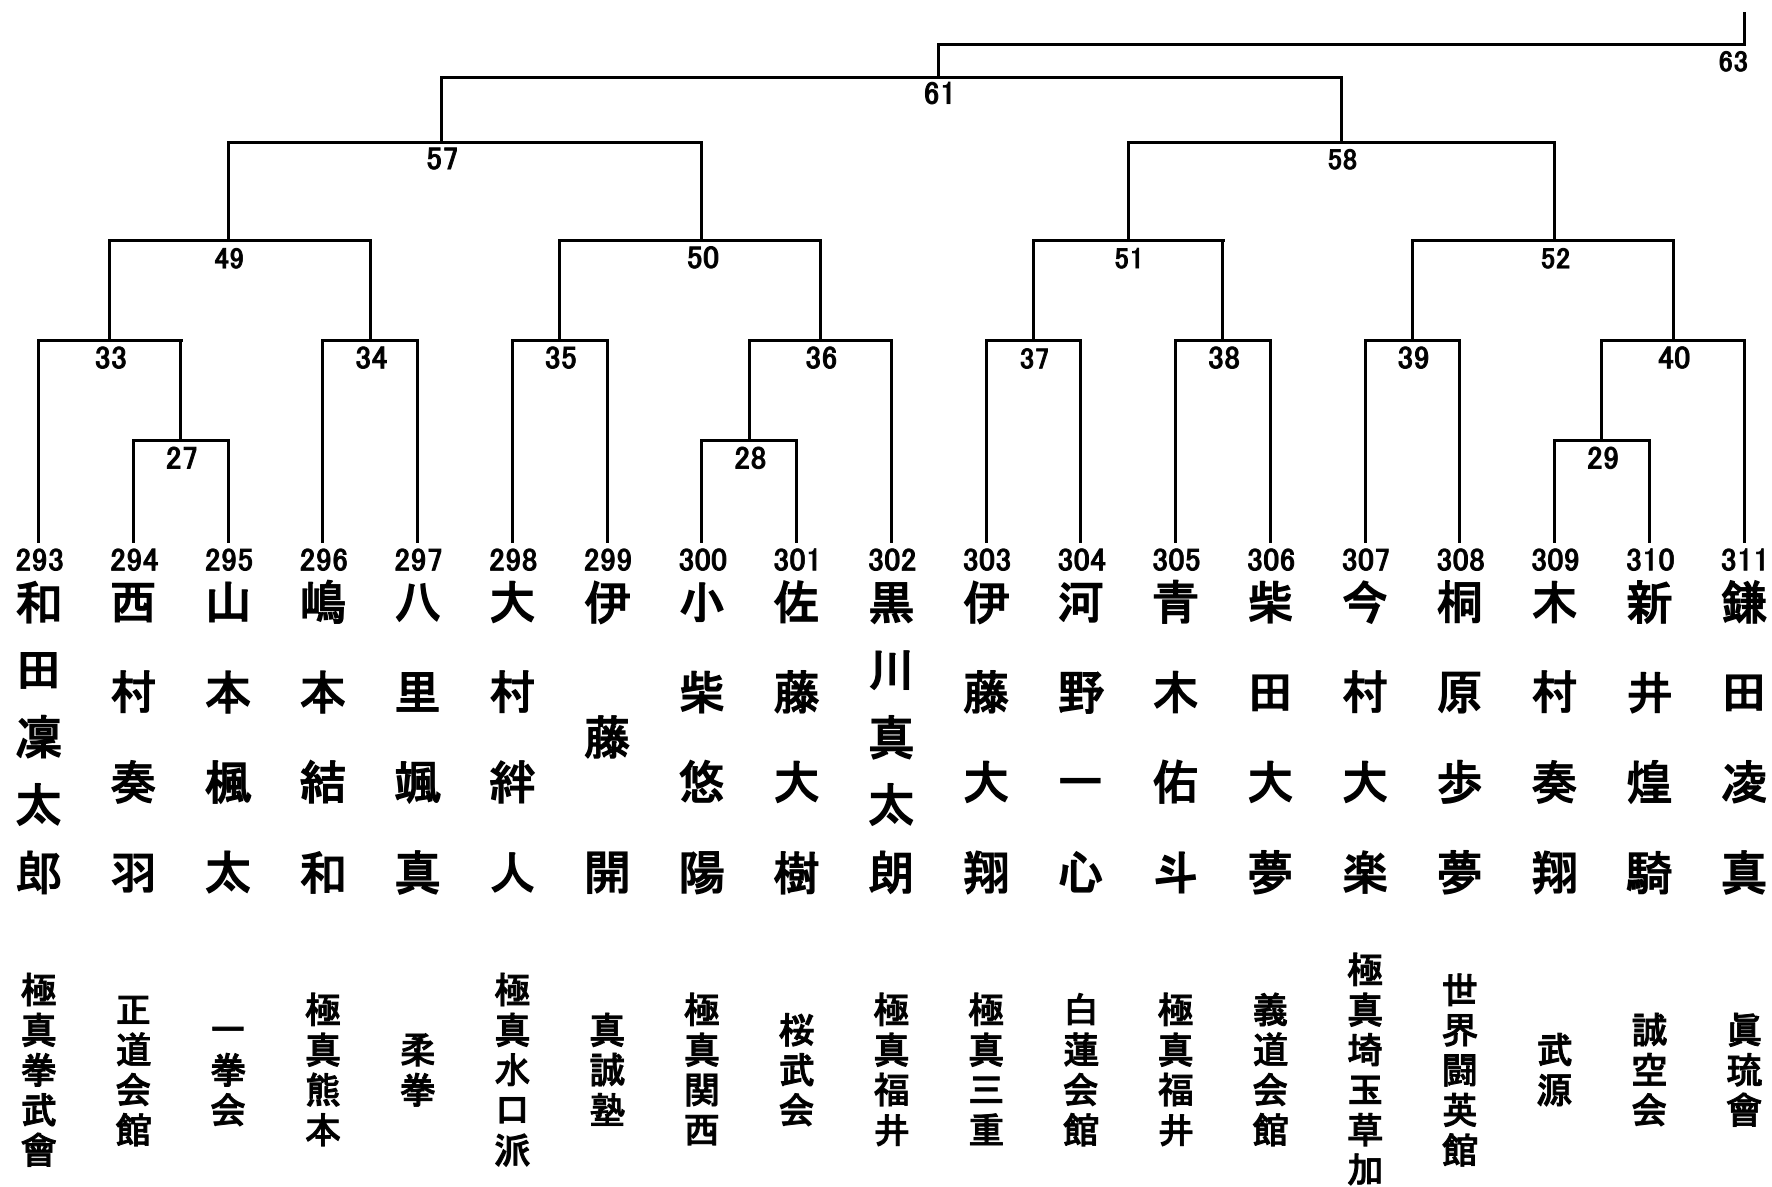 63
61
57
58
49
50
51
52
33
34
35
36
37
38
39
40
27
28
29
293
和田凜太郎
極真拳武會
294
西村奏羽
正道会館
295
山本楓太
一拳会
296
嶋本結和
極真熊本
297
八里颯真
柔拳
298
大村絆人
極真水口派
299
伊藤開
真誠塾
300
小柴悠陽
極真関西
301
佐藤大樹
桜武会
302
黒川真太朗
極真福井
303
伊藤大翔
極真三重
304
河野一心
白蓮会館
305
青木佑斗
極真福井
306
柴田大夢
義道会館
307
今村大楽
極真埼玉草加
308
桐原歩夢
世界闘英館
309
木村奏翔
武源
310
新井煌騎
誠空会
311
鎌田凌真
眞琉會